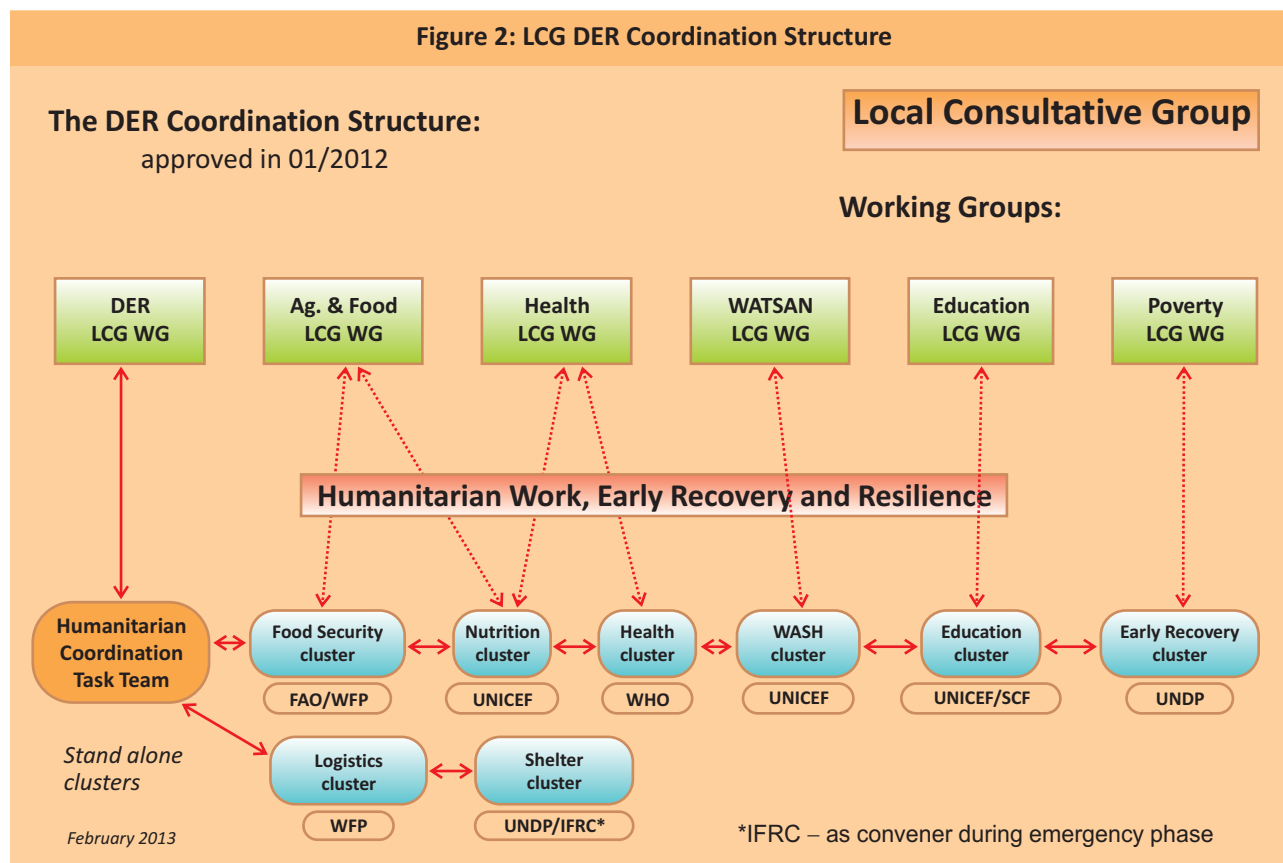 Figure 2: LCG DER Coordination Structure
The DER Coordination Structure:
approved in 01/2012
Local Consultative Group
Working Groups:
DER
LCG WG
Ag. & Food
LCG WG
Health
LCG WG
WATSAN
LCG WG
Education
LCG WG
Poverty
LCG WG
Humanitarian Work, Early Recovery and Resilience
Humanitarian
Coordination
Task Team
Food Security
cluster
FAO/WFP
Nutrition
cluster
UNICEF
Health
cluster
WHO
WASH
cluster
UNICEF
Education
cluster
UNICEF/SCF
Early Recovery
cluster
UNDP
Stand alone
clusters
Logistics
cluster
WFP
Shelter
cluster
UNDP/IFRC*
February 2013
*IFRC – as convener during emergency phase